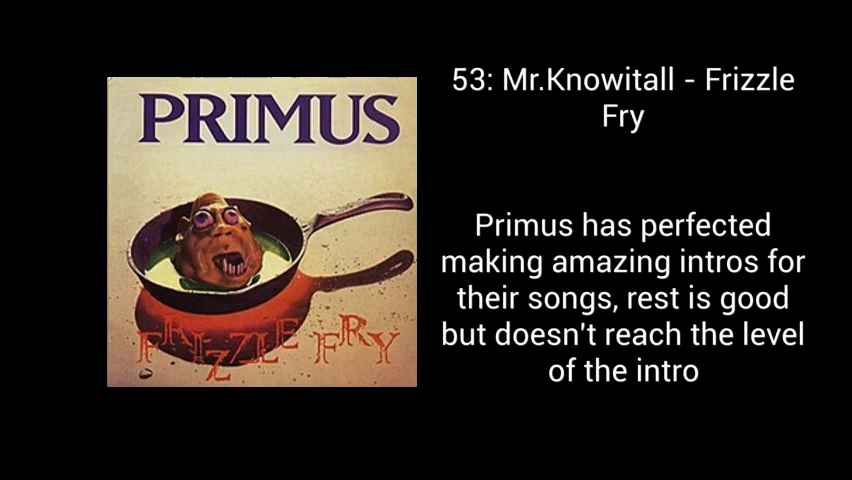 PRIMUS
FRIZZLE FRY
53: Mr.Knowitall - Frizzle
Fry
Primus has perfected
making amazing intros for
their songs, rest is good
but doesn't reach the level
of the intro